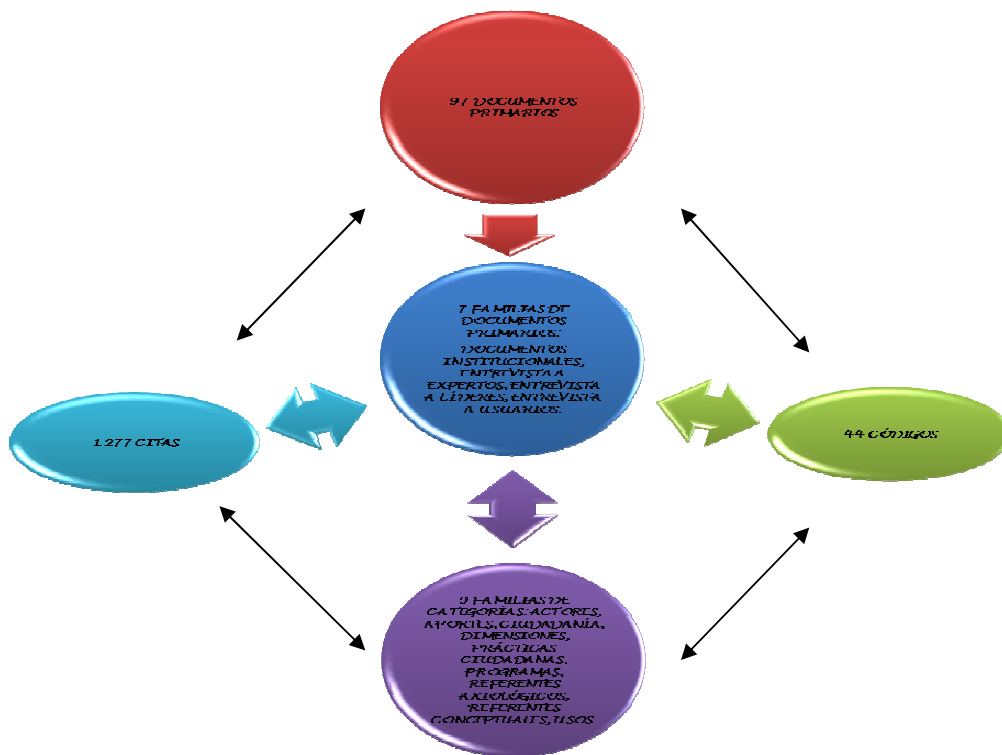 97 DOCUMENTOS
PRIMARIOS
7 FAMILIAS DE
DOCUMENTOS
PRIMARIOS:
DOCUMENTOS
INSTITUCIONALES,
ENTREVISTA A
EXPERTOS, ENTREVISTA
A LÍDERES, ENTREVISTA
A USUARIOS.
1.277 CITAS
44 CÓDIGOS
9 FAMILIAS DE
CATEGORÍAS: ACTORES,
APORTES, CIUDADANÍA,
DIMENSIONES,
PRÁCTICAS
CIUDADANAS,
PROGRAMAS,
REFERENTES
AXIOLÓGICOS,
REFERENTES
CONCEPTUALES, USOS